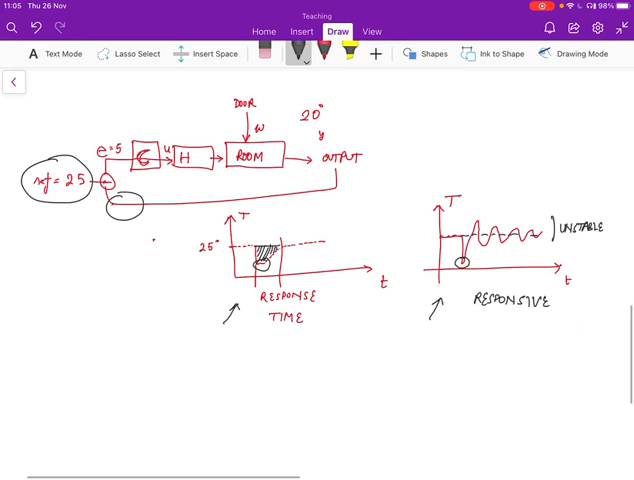 11:05 Thu 26 Nov
98%
Teaching
Home Insert Draw View
Text Mode Lasso Select Insert Space Shapes Ink to Shape Drawing Mode
DOOR
20°
w
y
e=5
C
u
H
ROOM
OUTPUT
ref = 25
T
25°
t
RESPONSE
TIME
T
UNSTABLE
t
RESPONSIVE